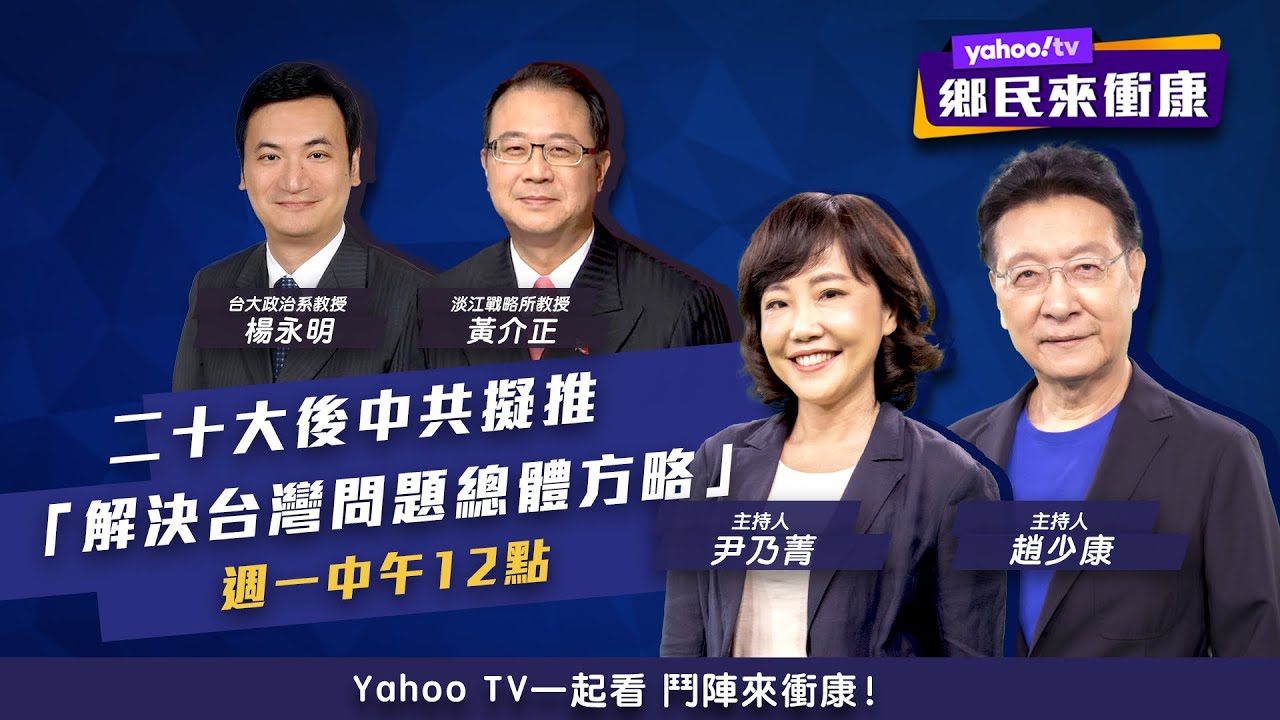 yahoo!tv
鄉民來衝康
台大政治系教授
楊永明
淡江戰略所教授
黃介正
二十大後中共擬推
「解決台灣問題總體方略」
週一中午12點
主持人
尹乃菁
主持人
趙少康
Yahoo TV一起看 鬥陣來衝康!